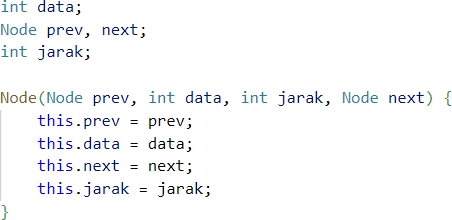 int data;
Node prev, next;
int jarak;
Node(Node prev, int data, int jarak, Node next) {
    this.prev = prev;
    this.data = data;
    this.next = next;
    this.jarak = jarak;
}